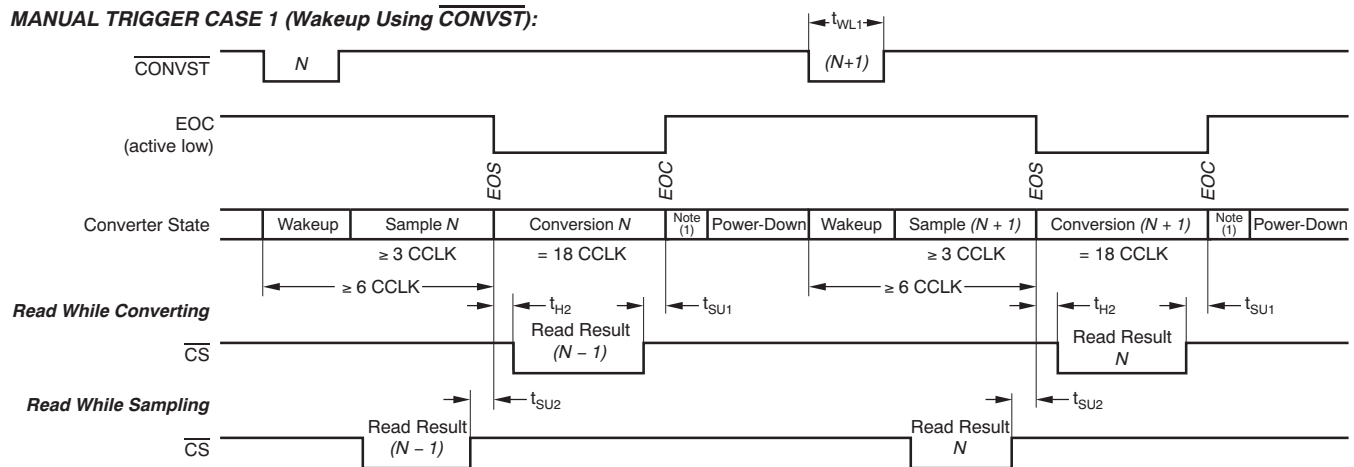 MANUAL TRIGGER CASE 1 (Wakeup Using CONVST):
tWL1
CONVST
N
(N+1)
EOC
(active low)
EOS
EOC
EOS
EOC
Converter State
Wakeup
Sample N
Conversion N
Note
(1)
Power-Down
Wakeup
Sample (N + 1)
Conversion (N + 1)
Note
(1)
Power-Down
≥ 3 CCLK
= 18 CCLK
≥ 3 CCLK
= 18 CCLK
≥ 6 CCLK
≥ 6 CCLK
Read While Converting
tH2
tSU1
tH2
tSU1
CS
Read Result
(N − 1)
Read Result
N
Read While Sampling
tSU2
tSU2
CS
Read Result
(N − 1)
Read Result
N